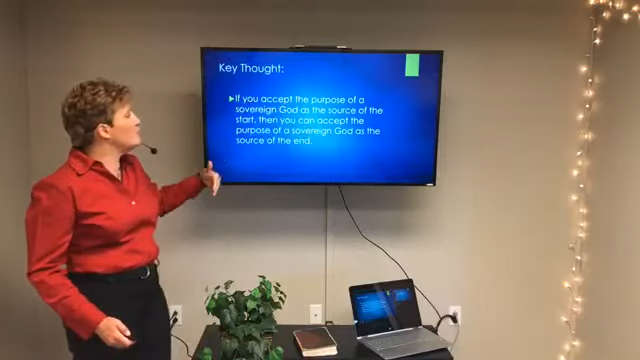 Key Thought:
If you accept the purpose of a
sovereign God as the source of the
start, then you can accept the
purpose of a sovereign God as the
source of the end.